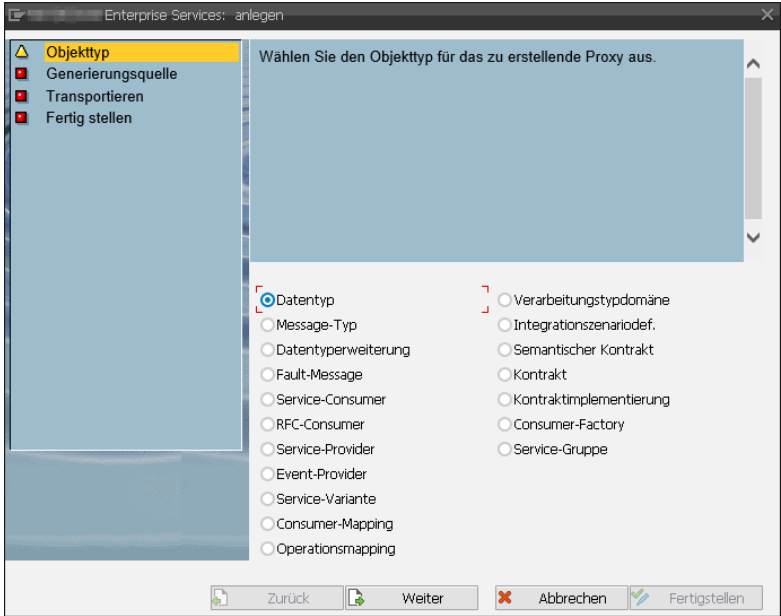 Enterprise Services: anlegen
Objekttyp
Generierungsquelle
Transportieren
Fertig stellen
Wählen Sie den Objekttyp für das zu erstellende Proxy aus.
Datentyp
Message-Typ
Datentyperweiterung
Fault-Message
Service-Consumer
RFC-Consumer
Service-Provider
Event-Provider
Service-Variante
Consumer-Mapping
Operationsmapping
Verarbeitungstypdomäne
Integrationszenariodef.
Semantischer Kontrakt
Kontrakt
Kontraktimplementierung
Consumer-Factory
Service-Gruppe
Zurück Weiter Abbrechen Fertigstellen